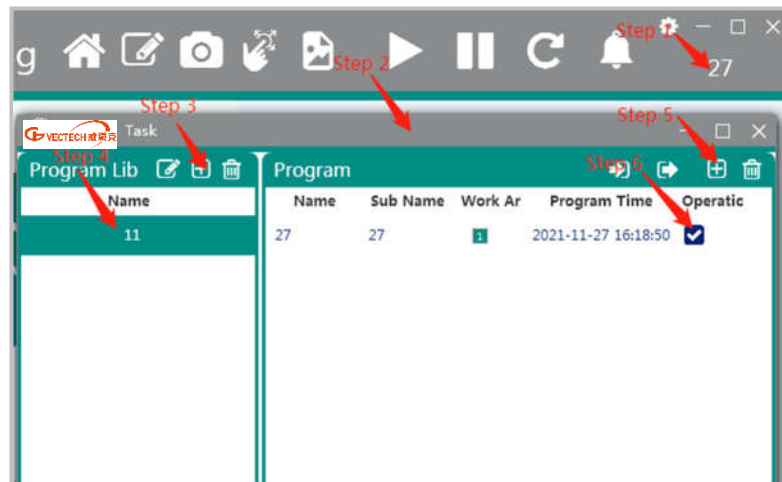 g
Step 1
27
Step 2
Step 3
Step 5
VECTECH威蒙克 Task
Step 4
Step 6
Program Lib
Program
Name
Name Sub Name Work Ar Program Time Operatic
11
27 27 1 2021-11-27 16:18:50